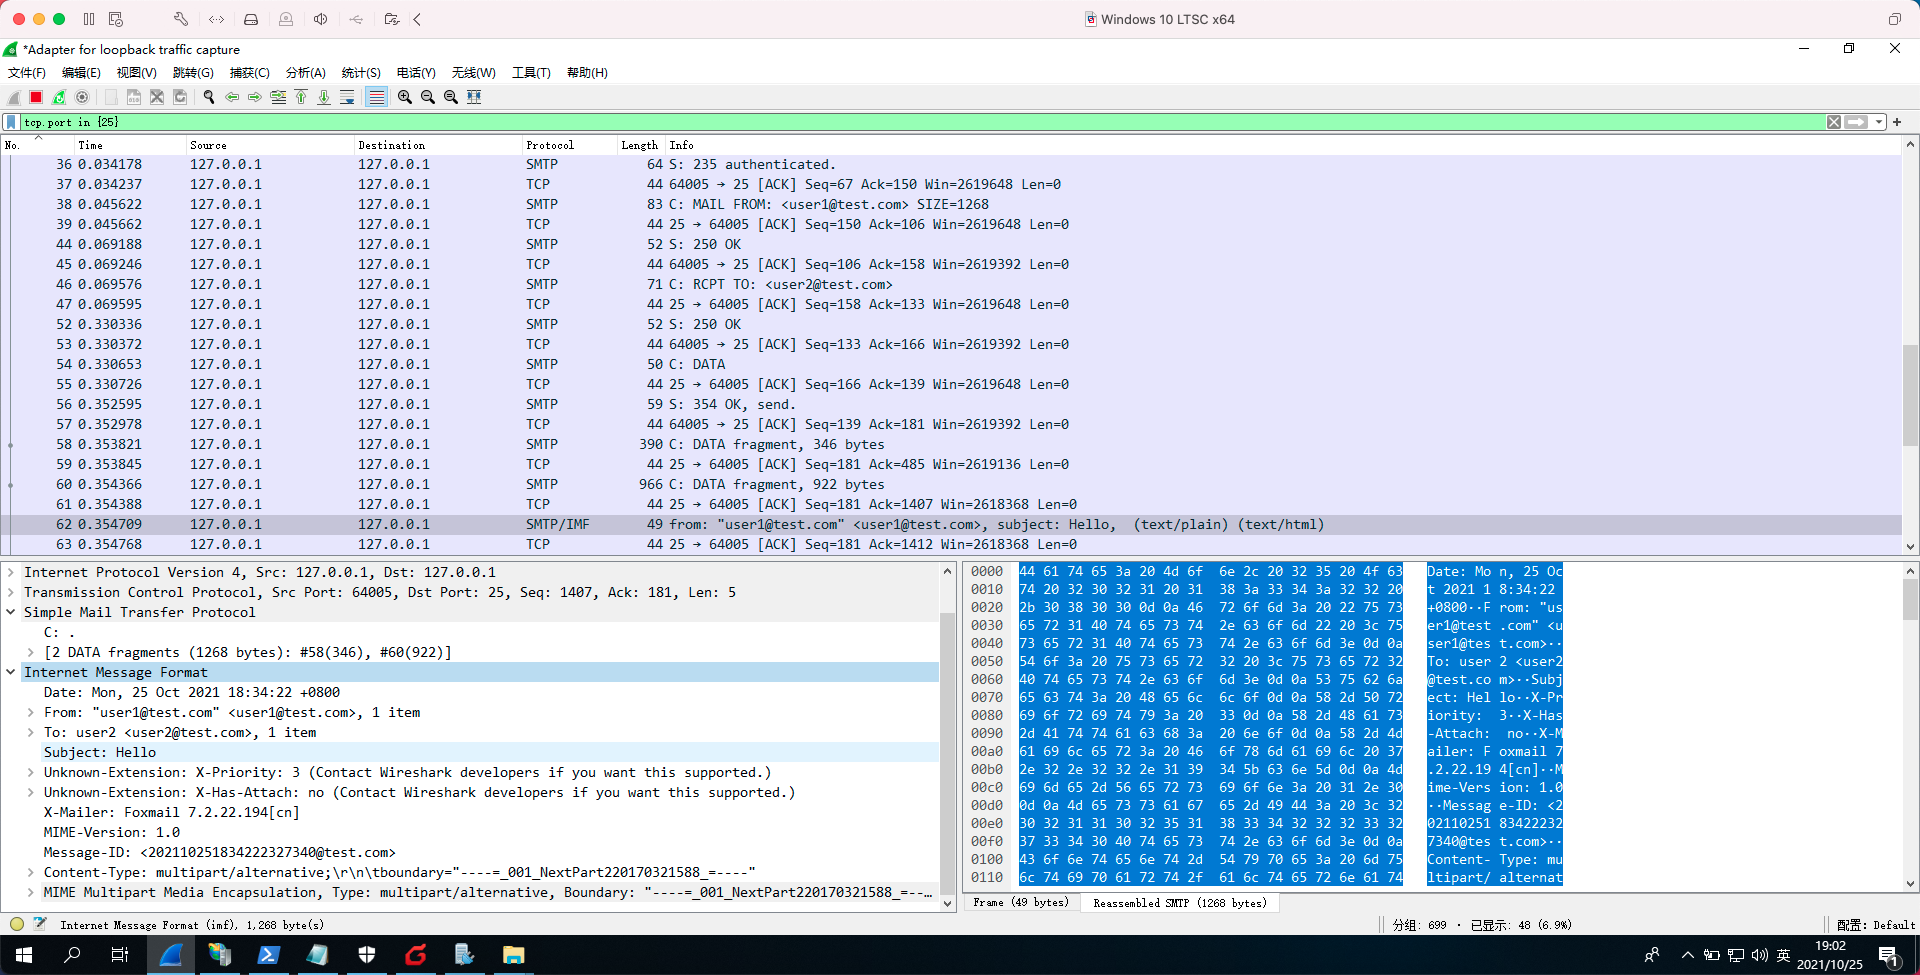 Windows 10 LTSC x64
*Adapter for loopback traffic capture
文件(F) 编辑(E) 视图(V) 跳转(G) 捕获(C) 分析(A) 统计(S) 电话(Y) 无线(W) 工具(T) 帮助(H)
tcp.port in {25}
No. Time Source Destination Protocol Length Info
36 0.034178 127.0.0.1 127.0.0.1 SMTP 64 S: 235 authenticated.
37 0.034237 127.0.0.1 127.0.0.1 TCP 44 64005 → 25 [ACK] Seq=67 Ack=150 Win=2619648 Len=0
38 0.045622 127.0.0.1 127.0.0.1 SMTP 83 C: MAIL FROM: <user1@test.com> SIZE=1268
39 0.045662 127.0.0.1 127.0.0.1 TCP 44 25 → 64005 [ACK] Seq=150 Ack=106 Win=2619648 Len=0
44 0.069188 127.0.0.1 127.0.0.1 SMTP 52 S: 250 OK
45 0.069246 127.0.0.1 127.0.0.1 TCP 44 64005 → 25 [ACK] Seq=106 Ack=158 Win=2619392 Len=0
46 0.069576 127.0.0.1 127.0.0.1 SMTP 71 C: RCPT TO: <user2@test.com>
47 0.069595 127.0.0.1 127.0.0.1 TCP 44 25 → 64005 [ACK] Seq=158 Ack=133 Win=2619648 Len=0
52 0.330336 127.0.0.1 127.0.0.1 SMTP 52 S: 250 OK
53 0.330372 127.0.0.1 127.0.0.1 TCP 44 64005 → 25 [ACK] Seq=133 Ack=166 Win=2619392 Len=0
54 0.330653 127.0.0.1 127.0.0.1 SMTP 50 C: DATA
55 0.330726 127.0.0.1 127.0.0.1 TCP 44 25 → 64005 [ACK] Seq=166 Ack=139 Win=2619648 Len=0
56 0.352595 127.0.0.1 127.0.0.1 SMTP 59 S: 354 OK, send.
57 0.352978 127.0.0.1 127.0.0.1 TCP 44 64005 → 25 [ACK] Seq=139 Ack=181 Win=2619392 Len=0
58 0.353821 127.0.0.1 127.0.0.1 SMTP 390 C: DATA fragment, 346 bytes
59 0.353845 127.0.0.1 127.0.0.1 TCP 44 25 → 64005 [ACK] Seq=181 Ack=485 Win=2619136 Len=0
60 0.354366 127.0.0.1 127.0.0.1 SMTP 966 C: DATA fragment, 922 bytes
61 0.354388 127.0.0.1 127.0.0.1 TCP 44 25 → 64005 [ACK] Seq=181 Ack=1407 Win=2618368 Len=0
62 0.354709 127.0.0.1 127.0.0.1 SMTP/IMF 49 from: "user1@test.com" <user1@test.com>, subject: Hello, (text/plain) (text/html)
63 0.354768 127.0.0.1 127.0.0.1 TCP 44 25 → 64005 [ACK] Seq=181 Ack=1412 Win=2618368 Len=0
Internet Protocol Version 4, Src: 127.0.0.1, Dst: 127.0.0.1
Transmission Control Protocol, Src Port: 64005, Dst Port: 25, Seq: 1407, Ack: 181, Len: 5
Simple Mail Transfer Protocol
C: .
[2 DATA fragments (1268 bytes): #58(346), #60(922)]
Internet Message Format
Date: Mon, 25 Oct 2021 18:34:22 +0800
From: "user1@test.com" <user1@test.com>, 1 item
To: user2 <user2@test.com>, 1 item
Subject: Hello
Unknown-Extension: X-Priority: 3 (Contact Wireshark developers if you want this supported.)
Unknown-Extension: X-Has-Attach: no (Contact Wireshark developers if you want this supported.)
X-Mailer: Foxmail 7.2.22.194[cn]
MIME-Version: 1.0
Message-ID: <202110251834222327340@test.com>
Content-Type: multipart/alternative;\r\n\tboundary="----=_001_NextPart220170321588_=----"
MIME Multipart Media Encapsulation, Type: multipart/alternative, Boundary: "----=_001_NextPart220170321588_=--…
0000 44 61 74 65 3a 20 4d 6f 6e 2c 20 32 35 20 4f 63 Date: Mo n, 25 Oc
0010 74 20 32 30 32 31 20 31 38 3a 33 34 3a 32 32 20 t 2021 1 8:34:22
0020 2b 30 38 30 30 0d 0a 46 72 6f 6d 3a 20 22 75 73 +0800··F rom: "us
0030 65 72 31 40 74 65 73 74 2e 63 6f 6d 22 20 3c 75 er1@test .com" <u
0040 73 65 72 31 40 74 65 73 74 2e 63 6f 6d 3e 0d 0a ser1@tes t.com>··
0050 54 6f 3a 20 75 73 65 72 32 20 3c 75 73 65 72 32 To: user 2 <user2
0060 40 74 65 73 74 2e 63 6f 6d 3e 0d 0a 53 75 62 6a @test.co m>··Subj
0070 65 63 74 3a 20 48 65 6c 6c 6f 0d 0a 58 2d 50 72 ect: Hel lo··X-Pr
0080 69 6f 72 69 74 79 3a 20 33 0d 0a 58 2d 48 61 73 iority: 3··X-Has
0090 2d 41 74 74 61 63 68 3a 20 6e 6f 0d 0a 58 2d 4d -Attach: no··X-M
00a0 61 69 6c 65 72 3a 20 46 6f 78 6d 61 69 6c 20 37 ailer: F oxmail 7
00b0 2e 32 2e 32 32 2e 31 39 34 5b 63 6e 5d 0d 0a 4d .2.22.19 4[cn]··M
00c0 69 6d 65 2d 56 65 72 73 69 6f 6e 3a 20 31 2e 30 ime-Vers ion: 1.0
00d0 0d 0a 4d 65 73 73 61 67 65 2d 49 44 3a 20 3c 32 ··Messag e-ID: <2
00e0 30 32 31 31 30 32 35 31 38 33 34 32 32 32 33 32 02110251 83422232
00f0 37 33 34 30 40 74 65 73 74 2e 63 6f 6d 3e 0d 0a 7340@tes t.com>··
0100 43 6f 6e 74 65 6e 74 2d 54 79 70 65 3a 20 6d 75 Content- Type: mu
0110 6c 74 69 70 61 72 74 2f 61 6c 74 65 72 6e 61 74 ltipart/ alternat
Frame (49 bytes) Reassembled SMTP (1268 bytes)
Internet Message Format (imf), 1,268 byte(s) 分组: 699 · 已显示: 48 (6.9%) 配置: Default
英 19:02
2021/10/25 1